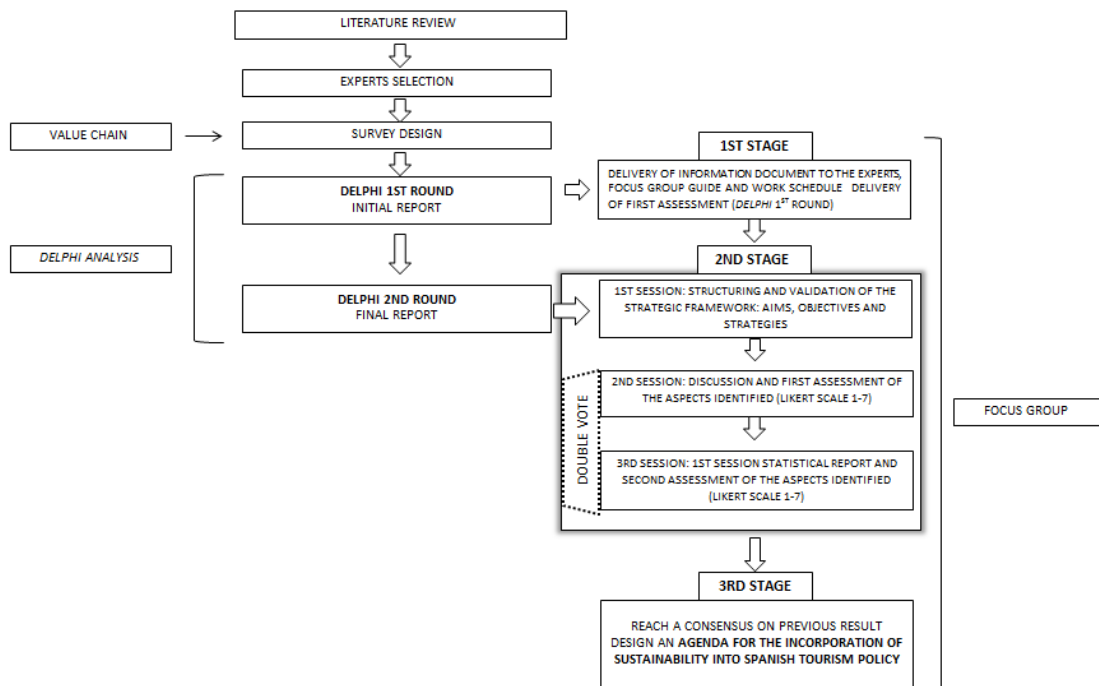 LITERATURE REVIEW
EXPERTS SELECTION
VALUE CHAIN
SURVEY DESIGN
DELPHI ANALYSIS
DELPHI 1ST ROUND
INITIAL REPORT
DELPHI 2ND ROUND
FINAL REPORT
1ST STAGE
DELIVERY OF INFORMATION DOCUMENT TO THE EXPERTS,
FOCUS GROUP GUIDE AND WORK SCHEDULE DELIVERY
OF FIRST ASSESSMENT (DELPHI 1ST ROUND)
2ND STAGE
1ST SESSION: STRUCTURING AND VALIDATION OF THE
STRATEGIC FRAMEWORK: AIMS, OBJECTIVES AND
STRATEGIES
DOUBLE VOTE
2ND SESSION: DISCUSSION AND FIRST ASSESSMENT OF
THE ASPECTS IDENTIFIED (LIKERT SCALE 1-7)
3RD SESSION: 1ST SESSION STATISTICAL REPORT AND
SECOND ASSESSMENT OF THE ASPECTS IDENTIFIED
(LIKERT SCALE 1-7)
FOCUS GROUP
3RD STAGE
REACH A CONSENSUS ON PREVIOUS RESULT
DESIGN AN AGENDA FOR THE INCORPORATION OF
SUSTAINABILITY INTO SPANISH TOURISM POLICY